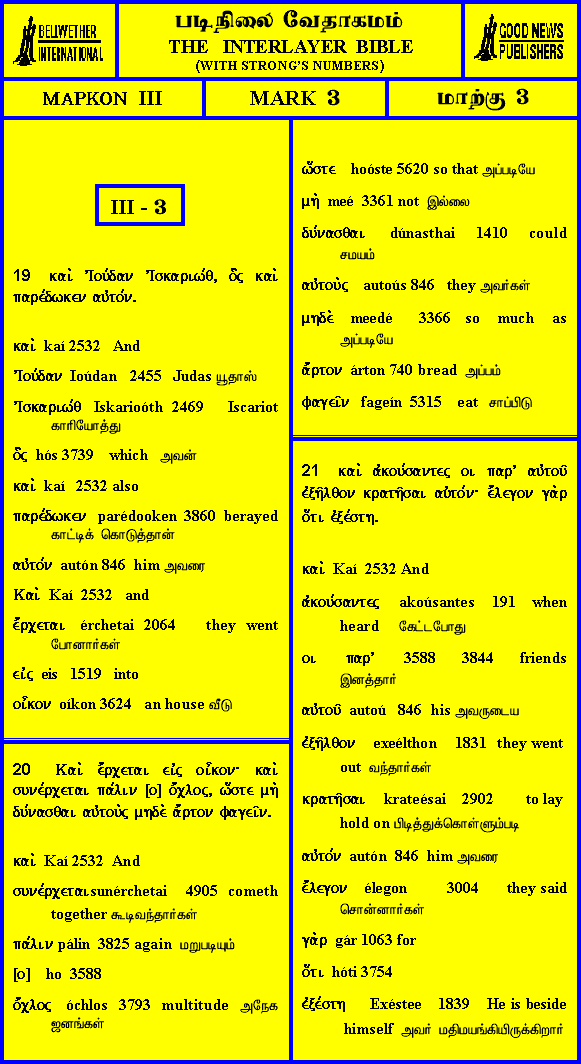 BELLWETHER
INTERNATIONAL
படிநிலை வேதாகமம்
THE INTERLAYER BIBLE
(WITH STRONG'S NUMBERS)
GOOD NEWS
PUBLISHERS
ΜΑΡΚΟΝ III
MARK 3
மாற்கு 3
III - 3
19 καὶ Ἰούδαν Ἰσκαριώθ, ὃς καὶ
παρέδωκεν αὐτόν.
καὶ kaí 2532 And
Ἰούδαν Ioúdan 2455 Judas யூதாஸ்
Ἰσκαριώθ Iskarioóth 2469 Iscariot
காரியோத்து
ὃς hós 3739 which அவன்
καὶ kaí 2532 also
παρέδωκεν parédooken 3860 berayed
காட்டிக் கொடுத்தான்
αὐτόν autón 846 him அவரை
Καὶ Kaí 2532 and
ἔρχεται érchetai 2064 they went
போனார்கள்
εἰς eis 1519 into
οἶκον oíkon 3624 an house வீடு
20 Καὶ ἔρχεται εἰς οἶκον· καὶ
συνέρχεται πάλιν [ο] ὄχλος, ὥστε μὴ
δύνασθαι αὐτοὺς μηδὲ ἄρτον φαγεῖν.
καὶ Kaí 2532 And
συνέρχεται sunérchetai 4905 cometh
together கூடிவந்தார்கள்
πάλιν pálin 3825 again மறுபடியும்
[ο] ho 3588
ὄχλος óchlos 3793 multitude அநேக
ஜனங்கள்
ὥστε hoóste 5620 so that அப்படியே
μὴ meé 3361 not இல்லை
δύνασθαι dúnasthai 1410 could
சமயம்
αὐτοὺς autoús 846 they அவர்கள்
μηδὲ meedé 3366 so much as
அப்படியே
ἄρτον árton 740 bread அப்பம்
φαγεῖν fageín 5315 eat சாப்பிடு
21 καὶ ἀκούσαντες οι παρ' αὐτοῦ
ἐξῆλθον κρατῆσαι αὐτόν· ἔλεγον γὰρ
ὅτι ἐξέστη.
καὶ Kaí 2532 And
ἀκούσαντες akoúsantes 191 when
heard கேட்டபோது
οι παρ' 3588 3844 friends
இனத்தார்
αὐτοῦ autoú 846 his அவருடைய
ἐξῆλθον exeélthon 1831 they went
out வந்தார்கள்
κρατῆσαι krateésai 2902 to lay
hold on பிடித்துக்கொள்ளும்படி
αὐτόν autón 846 him அவரை
ἔλεγον élegon 3004 they said
சொன்னார்கள்
γὰρ gár 1063 for
ὅτι hóti 3754
ἐξέστη Exéstee 1839 He is beside
himself அவர் மதிமயங்கியிருக்கிறார்